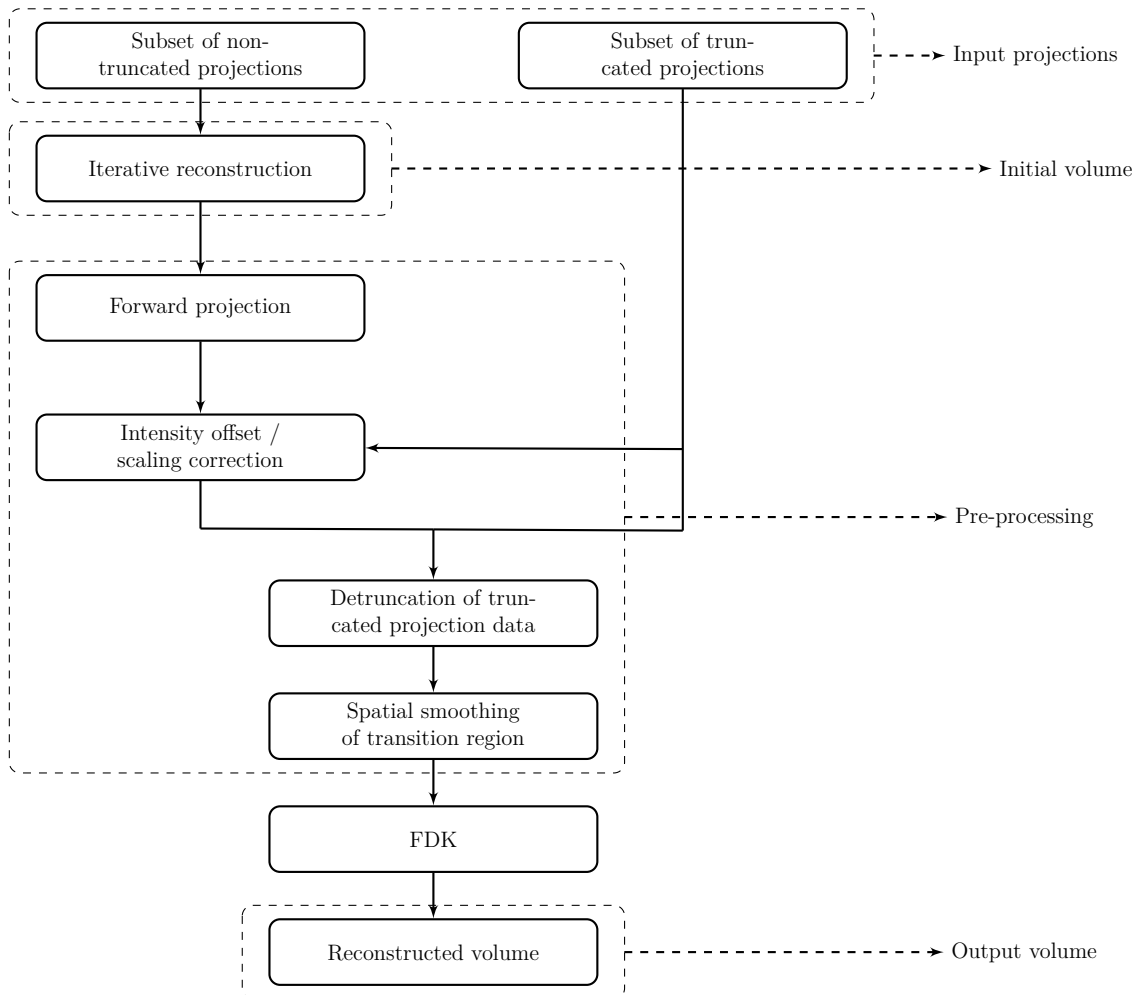 Subset of non-
truncated projections
Subset of trun-
cated projections
Input projections
Iterative reconstruction
Initial volume
Forward projection
Intensity offset /
scaling correction
Pre-processing
Detruncation of trun-
cated projection data
Spatial smoothing
of transition region
FDK
Reconstructed volume
Output volume